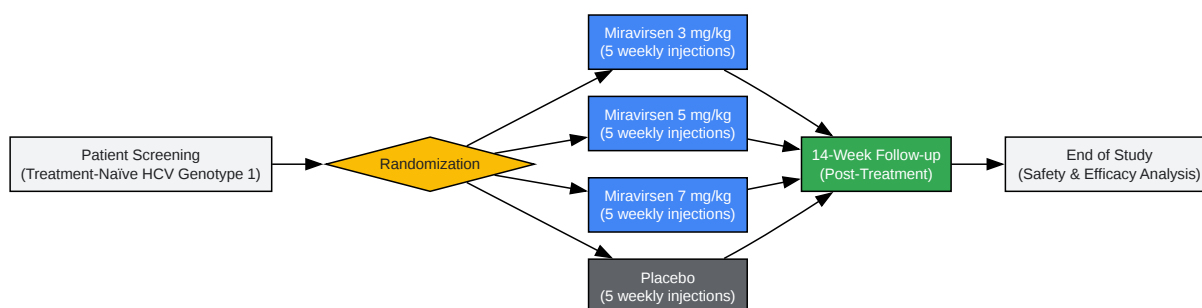 Patient Screening
(Treatment-Naïve HCV Genotype 1)
Randomization
Miravirsen 3 mg/kg
(5 weekly injections)
Miravirsen 5 mg/kg
(5 weekly injections)
Miravirsen 7 mg/kg
(5 weekly injections)
Placebo
(5 weekly injections)
14-Week Follow-up
(Post-Treatment)
End of Study
(Safety & Efficacy Analysis)